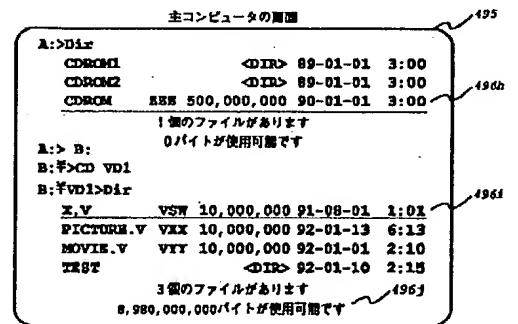 主コンピュータの画面
495
A:>Dir
CDROM1 <DIR> 89-01-01 3:00
CDROM2 <DIR> 89-01-01 3:00
CDROM EEE 500,000,000 90-01-01 3:00
496h
1個のファイルがあります
0バイトが使用可能です
A:> B:
B:¥>CD VD1
B:¥VD1>Dir
X,V VSW 10,000,000 91-08-01 1:01
496i
PICTURE.V VXX 10,000,000 92-01-13 6:13
MOVIE.V VYY 10,000,000 92-01-01 2:10
TEST <DIR> 92-01-10 2:15
3個のファイルがあります
8,980,000,000バイトが使用可能です
496j